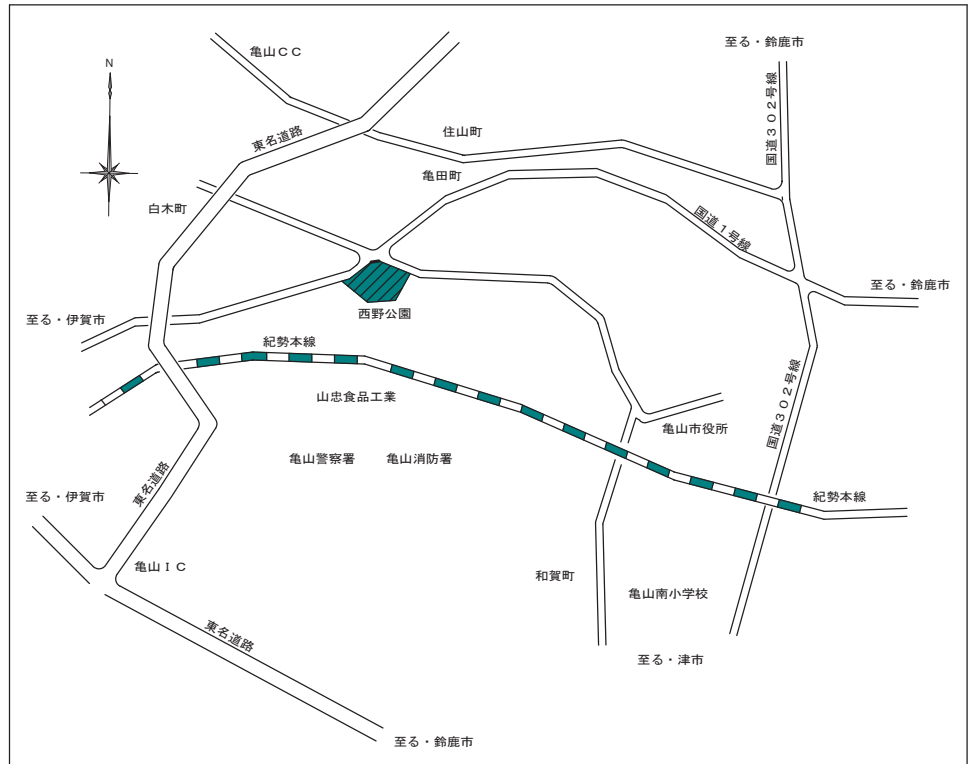 亀山ＣＣ
至る・鈴鹿市
N
国道３０２号線
東名道路
住山町
亀田町
白木町
国道１号線
至る・鈴鹿市
西野公園
至る・伊賀市
紀勢本線
山忠食品工業
国道３０２号線
亀山市役所
亀山警察署
亀山消防署
東名道路
至る・伊賀市
紀勢本線
亀山ＩＣ
和賀町
亀山南小学校
東名道路
至る・津市
至る・鈴鹿市